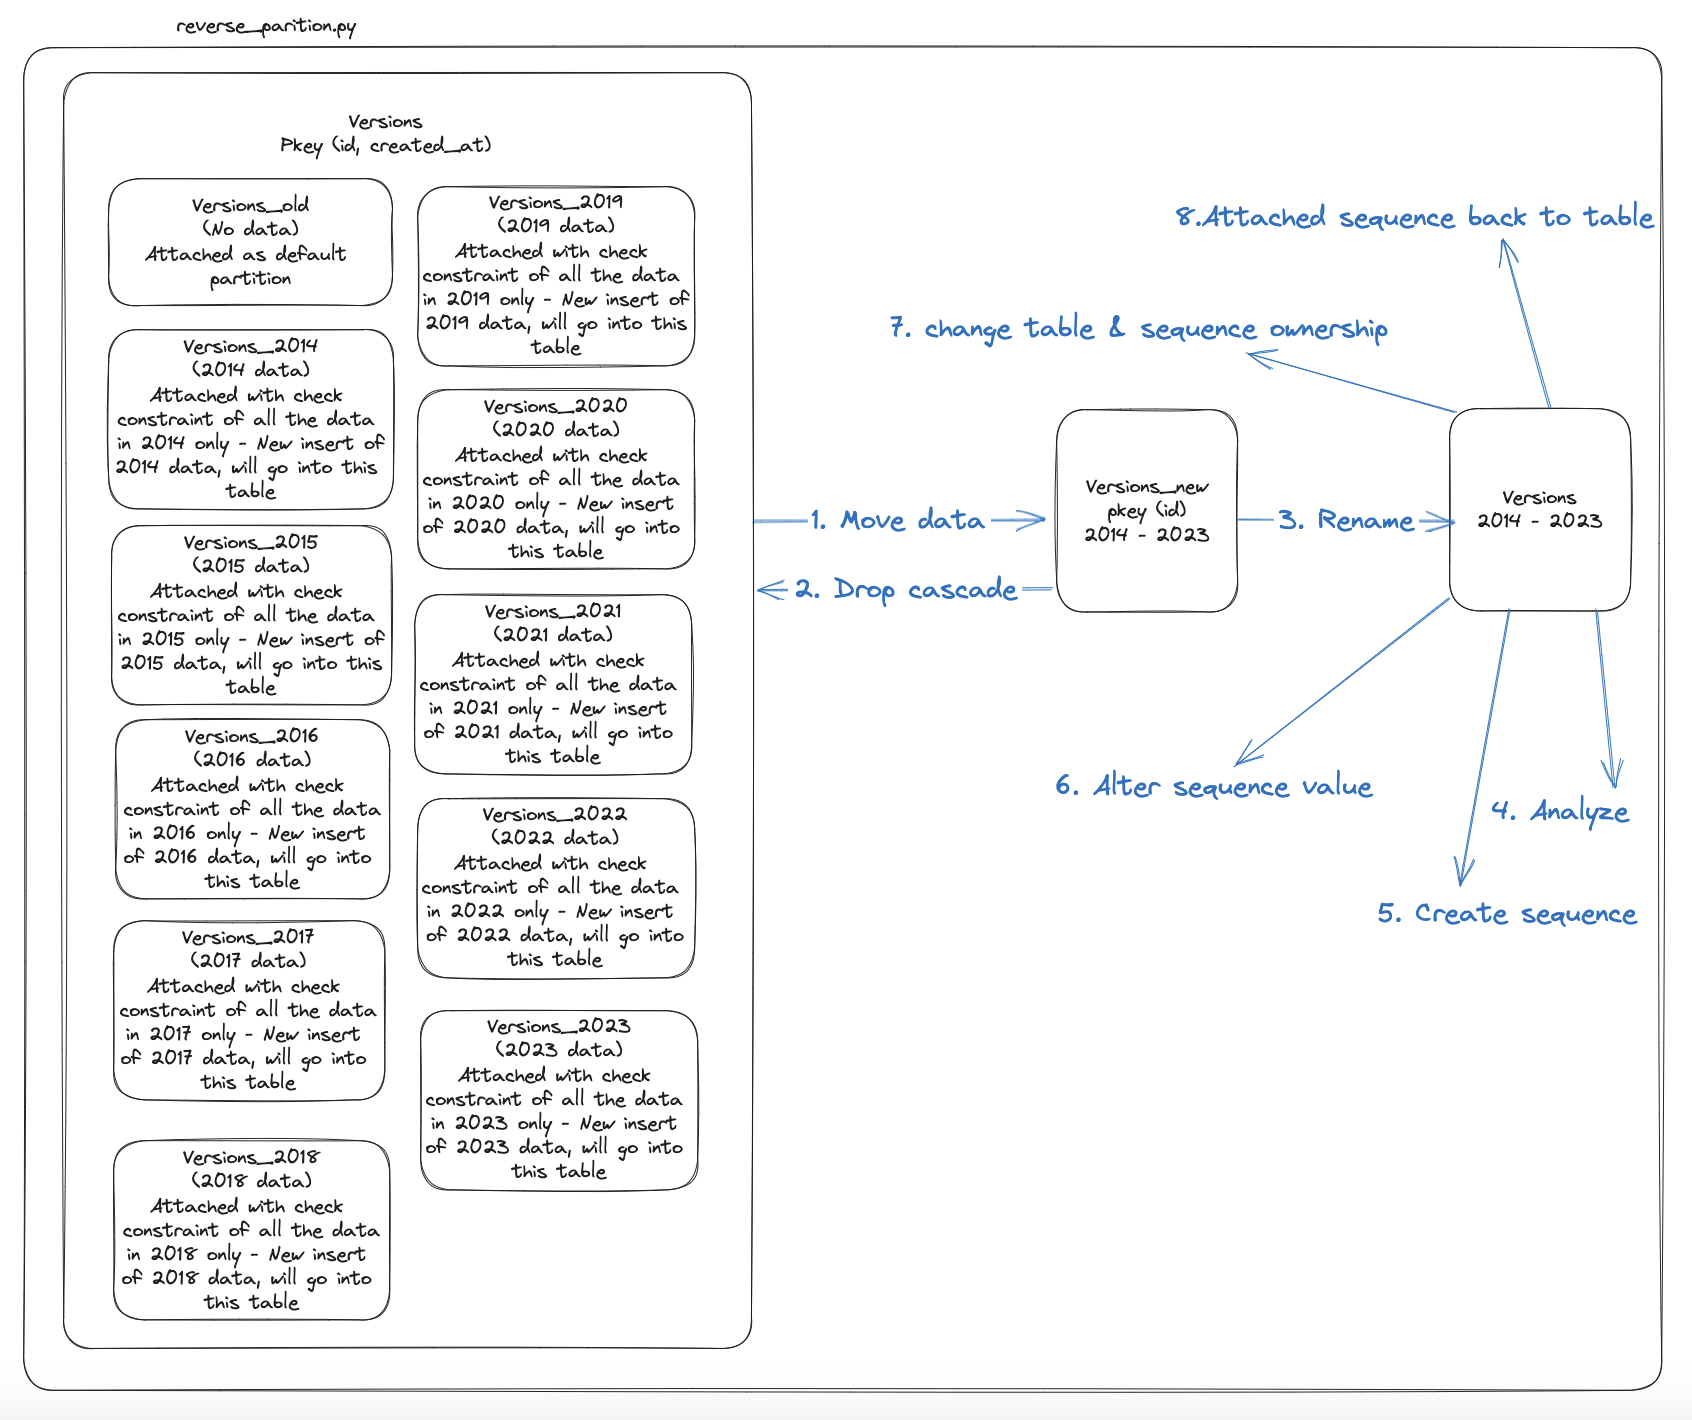 reverse_parition.py
Versions
Pkey (id, created_at)
Versions_old
(No data)
Attached as default
partition
Versions_2014
(2014 data)
Attached with check
constraint of all the data
in 2014 only - New insert of
2014 data, will go into this
table
Versions_2015
(2015 data)
Attached with check
constraint of all the data
in 2015 only - New insert of
2015 data, will go into this
table
Versions_2016
(2016 data)
Attached with check
constraint of all the data
in 2016 only - New insert
of 2016 data, will go into
this table
Versions_2017
(2017 data)
Attached with check
constraint of all the data
in 2017 only - New insert
of 2017 data, will go into
this table
Versions_2018
(2018 data)
Attached with check
constraint of all the data
in 2018 only - New insert
of 2018 data, will go into
this table
Versions_2019
(2019 data)
Attached with check
constraint of all the data
in 2019 only - New insert of
2019 data, will go into this
table
Versions_2020
(2020 data)
Attached with check
constraint of all the data
in 2020 only - New insert
of 2020 data, will go into
this table
Versions_2021
(2021 data)
Attached with check
constraint of all the data
in 2021 only - New insert
of 2021 data, will go into
this table
Versions_2022
(2022 data)
Attached with check
constraint of all the data
in 2022 only - New insert
of 2022 data, will go into
this table
Versions_2023
(2023 data)
Attached with check
constraint of all the data
in 2023 only - New insert
of 2023 data, will go into
this table
1. Move data
2. Drop cascade
Versions_new
pkey (id)
2014 - 2023
3. Rename
Versions
2014 - 2023
4. Analyze
5. Create sequence
6. Alter sequence value
7. change table & sequence ownership
8.Attached sequence back to table